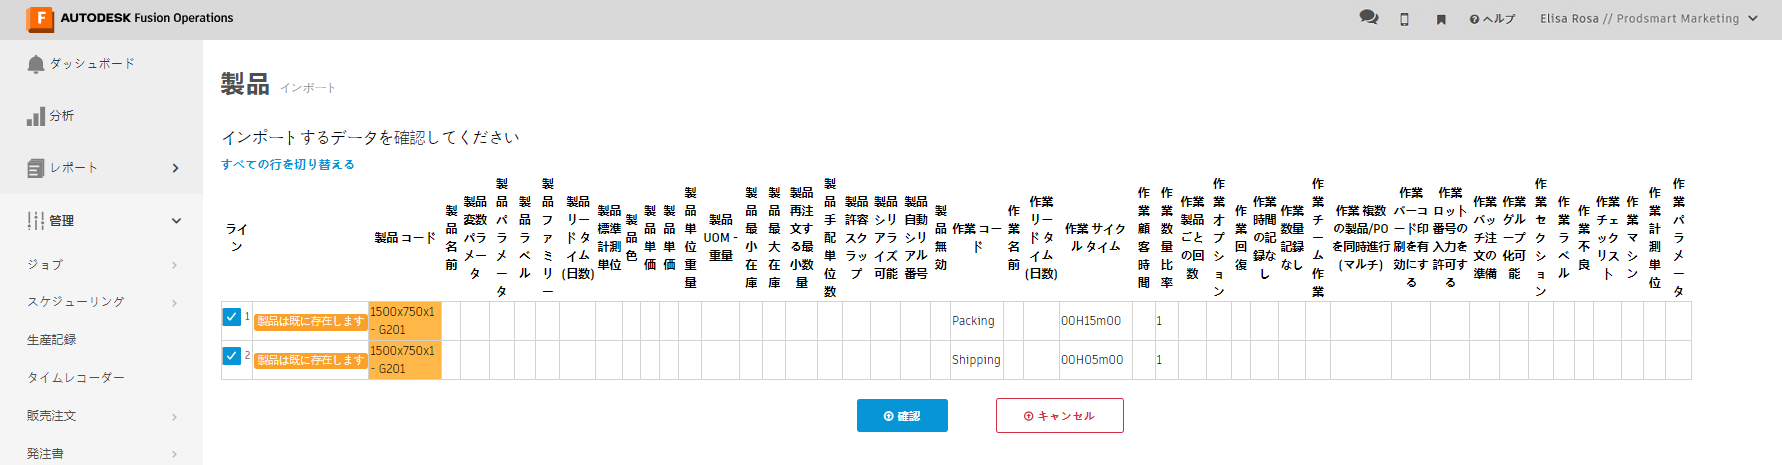 AUTODESK Fusion Operations
ヘルプ
Elisa Rosa // Prodsmart Marketing
ダッシュボード
分析
レポート
管理
ジョブ
スケジューリング
生産記録
タイムレコーダー
販売注文
発注書
製品 インポート
インポートするデータを確認してください
すべての行を切り替える
ライン
製品 コード
製品 名前
製品 変数パラメータ
製品 パラメータ
製品 ラベル
製品 ファミリー
製品 リードタイム(日数)
製品 標準計測単位
製品 色
製品 単価
製品 単価
製品 単位重量
製品 UOM - 重量
製品 最小在庫
製品 最大在庫
製品 再注文する最小数量
製品 手配単位数
製品 許容スクラップ
製品 シリアライズ可能
製品 自動シリアル番号
製品 無効
作業 コード
作業 名前
作業 リードタイム(日数)
作業 サイクル タイム
作業 顧客時間
作業 数量比率
作業 製品ごとの回数
作業 オプション
作業 回復
作業 時間の記録なし
作業 数量記録なし
作業 チーム作業
作業 複数の製品/POを同時進行(マルチ)
作業 バーコード印刷を有効にする
作業 ロット番号の入力を許可する
作業 バッチ注文の準備
作業 グループ化可能
作業 セクション
作業 ラベル
作業 不良
作業 チェックリスト
作業 マシン
作業 計測単位
作業 パラメータ
1 製品は既に存在します 1500x750x1 - G201 Packing 00H15m00 1
2 製品は既に存在します 1500x750x1 - G201 Shipping 00H05m00 1
確認
キャンセル